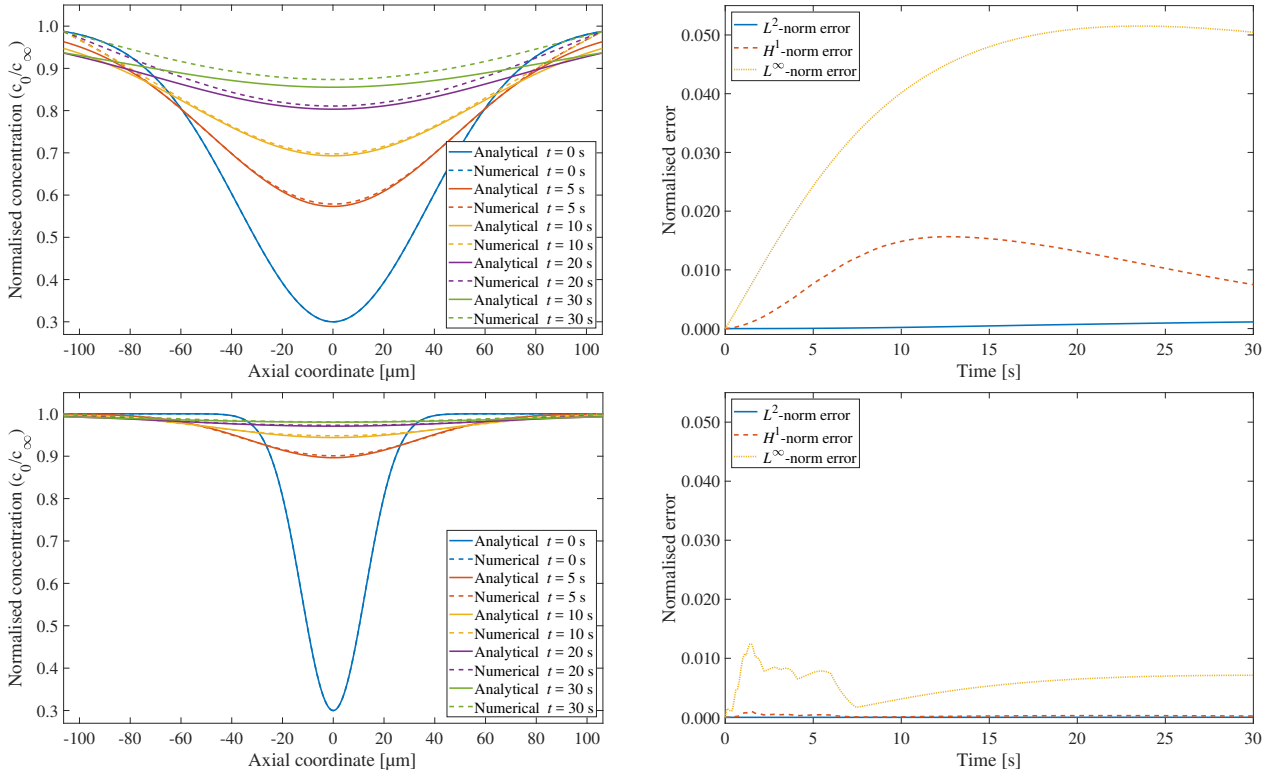 Normalised concentration (c0/c∞)
1.0
0.9
0.8
0.7
0.6
0.5
0.4
0.3
-100 -80 -60 -40 -20 0 20 40 60 80 100
Axial coordinate [µm]
Analytical t = 0 s
Numerical t = 0 s
Analytical t = 5 s
Numerical t = 5 s
Analytical t = 10 s
Numerical t = 10 s
Analytical t = 20 s
Numerical t = 20 s
Analytical t = 30 s
Numerical t = 30 s
Normalised error
0.050
0.040
0.030
0.020
0.010
0.000
0 5 10 15 20 25 30
Time [s]
L²-norm error
H¹-norm error
L∞-norm error
Normalised concentration (c0/c∞)
1.0
0.9
0.8
0.7
0.6
0.5
0.4
0.3
-100 -80 -60 -40 -20 0 20 40 60 80 100
Axial coordinate [µm]
Analytical t = 0 s
Numerical t = 0 s
Analytical t = 5 s
Numerical t = 5 s
Analytical t = 10 s
Numerical t = 10 s
Analytical t = 20 s
Numerical t = 20 s
Analytical t = 30 s
Numerical t = 30 s
Normalised error
0.050
0.040
0.030
0.020
0.010
0.000
0 5 10 15 20 25 30
Time [s]
L²-norm error
H¹-norm error
L∞-norm error